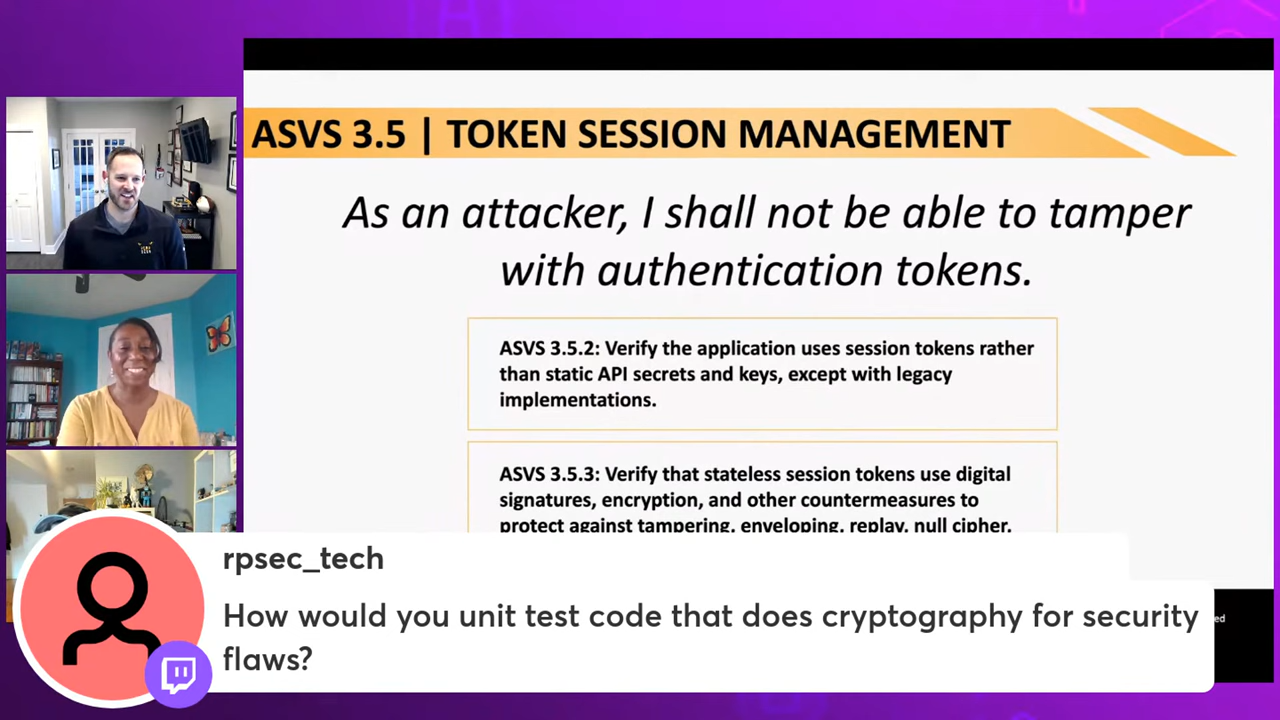 ASVS 3.5 | TOKEN SESSION MANAGEMENT
As an attacker, I shall not be able to tamper
with authentication tokens.
ASVS 3.5.2: Verify the application uses session tokens rather
than static API secrets and keys, except with legacy
implementations.
ASVS 3.5.3: Verify that stateless session tokens use digital
signatures, encryption, and other countermeasures to
protect against tampering, enveloping, replay, null cipher,
rpsec_tech
How would you unit test code that does cryptography for security
flaws?